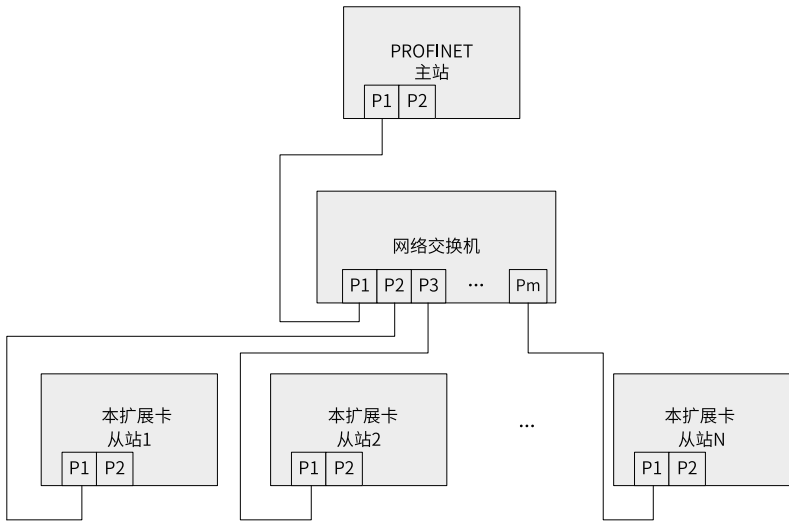 PROFINET
主站
P1 P2
网络交换机
P1 P2 P3 ··· Pm
本扩展卡
从站1
P1 P2
本扩展卡
从站2
P1 P2
···
本扩展卡
从站N
P1 P2